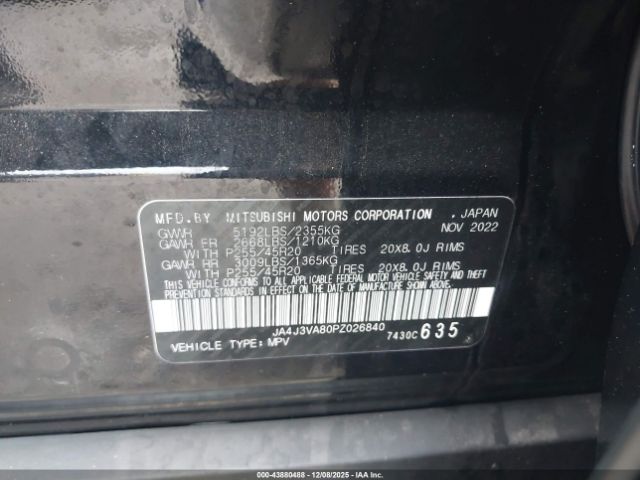 MFD. BY MITSUBISHI MOTORS CORPORATION . JAPAN
GVWR 5192LBS/2355KG NOV 2022
GAWR FR 2668LBS/1210KG
WITH P255/45R20 TIRES 20X8.0J RIMS
GAWR RR 3009LBS/1365KG
WITH P255/45R20 TIRES 20X8.0J RIMS
THIS VEHICLE CONFORMS TO ALL APPLICABLE FEDERAL MOTOR VEHICLE SAFETY AND THEFT
PREVENTION STANDARDS IN EFFECT ON THE DATE OF MANUFACTURE SHOWN ABOVE.
JA4J3VA80PZ026840
7430C 635
VEHICLE TYPE: MPV
00-43880488 | 12/08/2025 - IAAI.COM